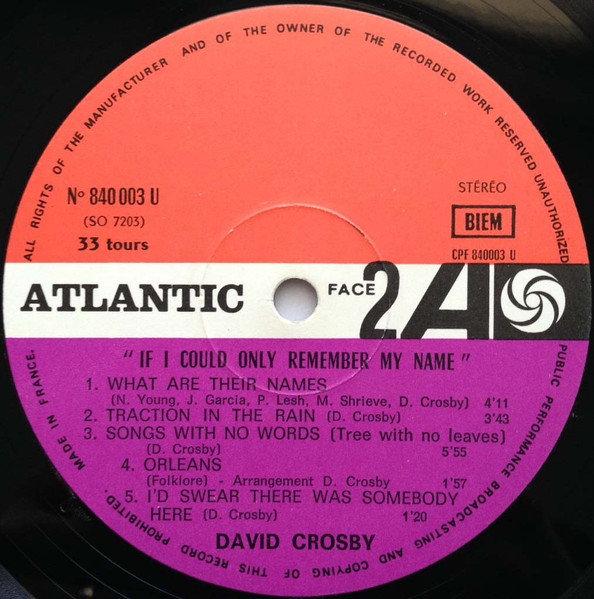 ALL RIGHTS OF THE MANUFACTURER AND OF THE OWNER OF THE RECORDED WORK RESERVED UNAUTHORIZED
PUBLIC PERFORMANCE BROADCASTING AND COPYING OF THIS RECORD PROHIBITED.
MADE IN FRANCE.
No 840 003 U
(SO 7203)
33 tours
STÉRÉO
BIEM
CPF 840003 U
ATLANTIC
FACE 2
A
"IF I COULD ONLY REMEMBER MY NAME"
1. WHAT ARE THEIR NAMES
(N. Young, J. Garcia, P. Lesh, M. Shrieve, D. Crosby) 4'11
2. TRACTION IN THE RAIN (D. Crosby) 3'43
3. SONGS WITH NO WORDS (Tree with no leaves)
(D. Crosby) 5'55
4. ORLEANS
(Folklore) - Arrangement D. Crosby 1'57
5. I'D SWEAR THERE WAS SOMEBODY
HERE (D. Crosby) 1'20
DAVID CROSBY